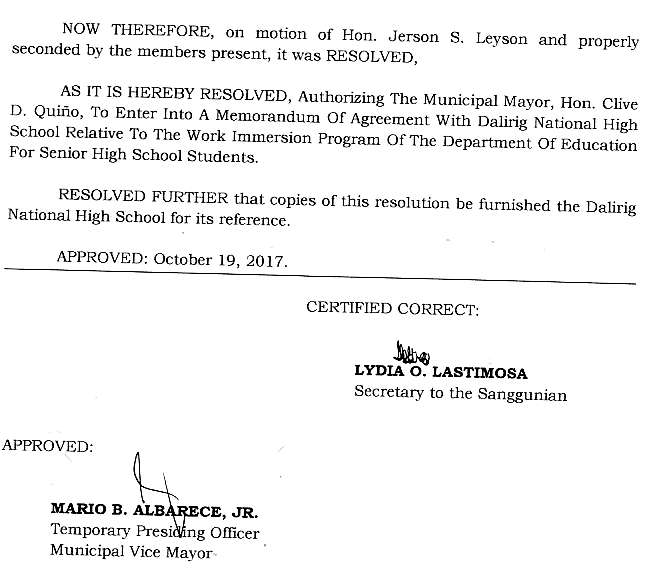 NOW THEREFORE, on motion of Hon. Jerson S. Leyson and properly
seconded by the members present, it was RESOLVED,
AS IT IS HEREBY RESOLVED, Authorizing The Municipal Mayor, Hon. Clive
D. Quiño, To Enter Into A Memorandum Of Agreement With Dalirig National High
School Relative To The Work Immersion Program Of The Department Of Education
For Senior High School Students.
RESOLVED FURTHER that copies of this resolution be furnished the Dalirig
National High School for its reference.
APPROVED: October 19, 2017.
CERTIFIED CORRECT:
LYDIA O. LASTIMOSA
Secretary to the Sanggunian
APPROVED:
MARIO B. ALBARECE, JR.
Temporary Presiding Officer
Municipal Vice Mayor